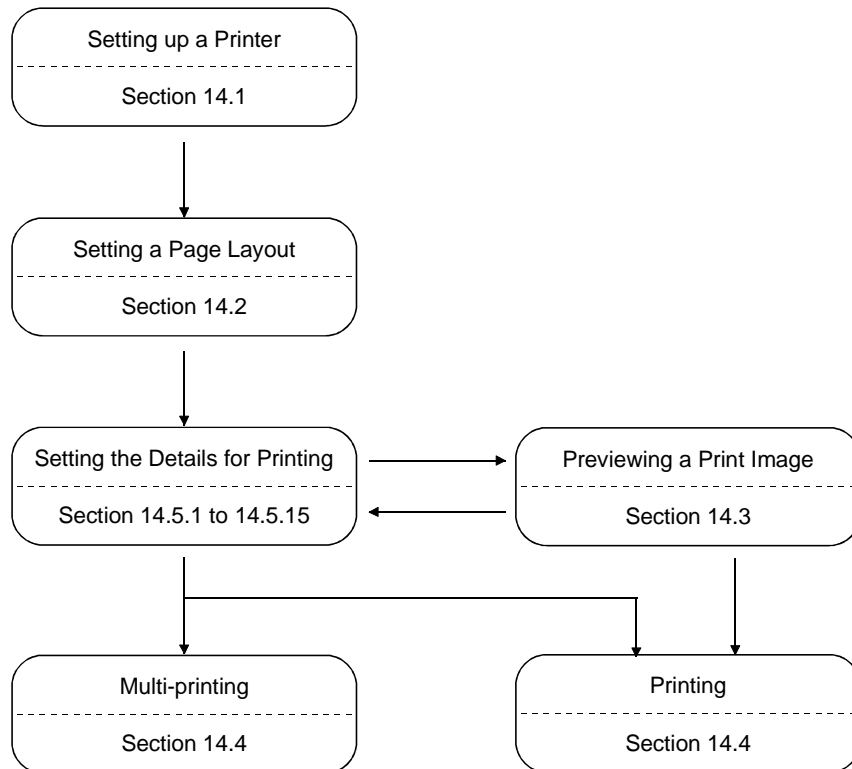 Setting up a Printer
Section 14.1
Setting a Page Layout
Section 14.2
Setting the Details for Printing
Section 14.5.1 to 14.5.15
Previewing a Print Image
Section 14.3
Multi-printing
Section 14.4
Printing
Section 14.4